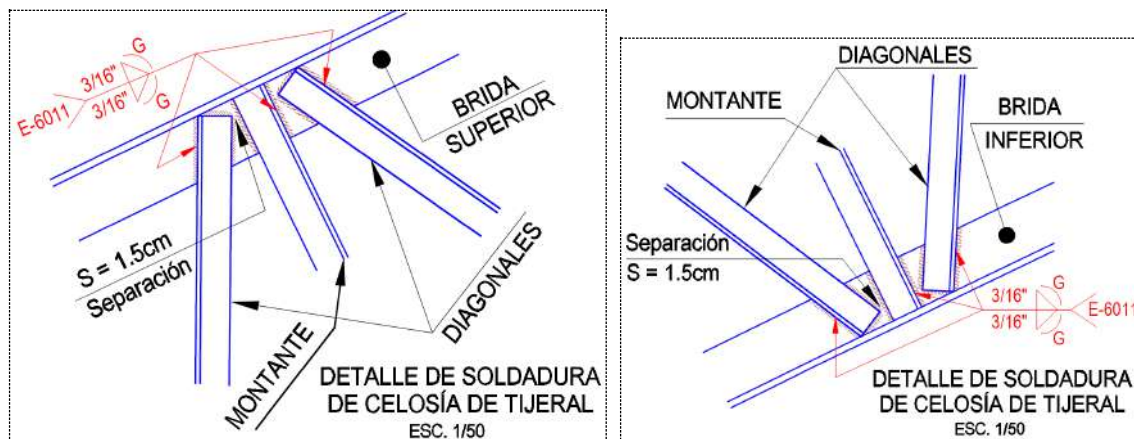 G
3/16"
3/16"
G
E-6011
BRIDA
SUPERIOR
S = 1.5cm
Separación
DIAGONALES
MONTANTE
DETALLE DE SOLDADURA
DE CELOSÍA DE TIJERAL
ESC. 1/50
DIAGONALES
MONTANTE
BRIDA
INFERIOR
Separación
S = 1.5cm
G
3/16"
3/16"
G
E-6011
DETALLE DE SOLDADURA
DE CELOSÍA DE TIJERAL
ESC. 1/50